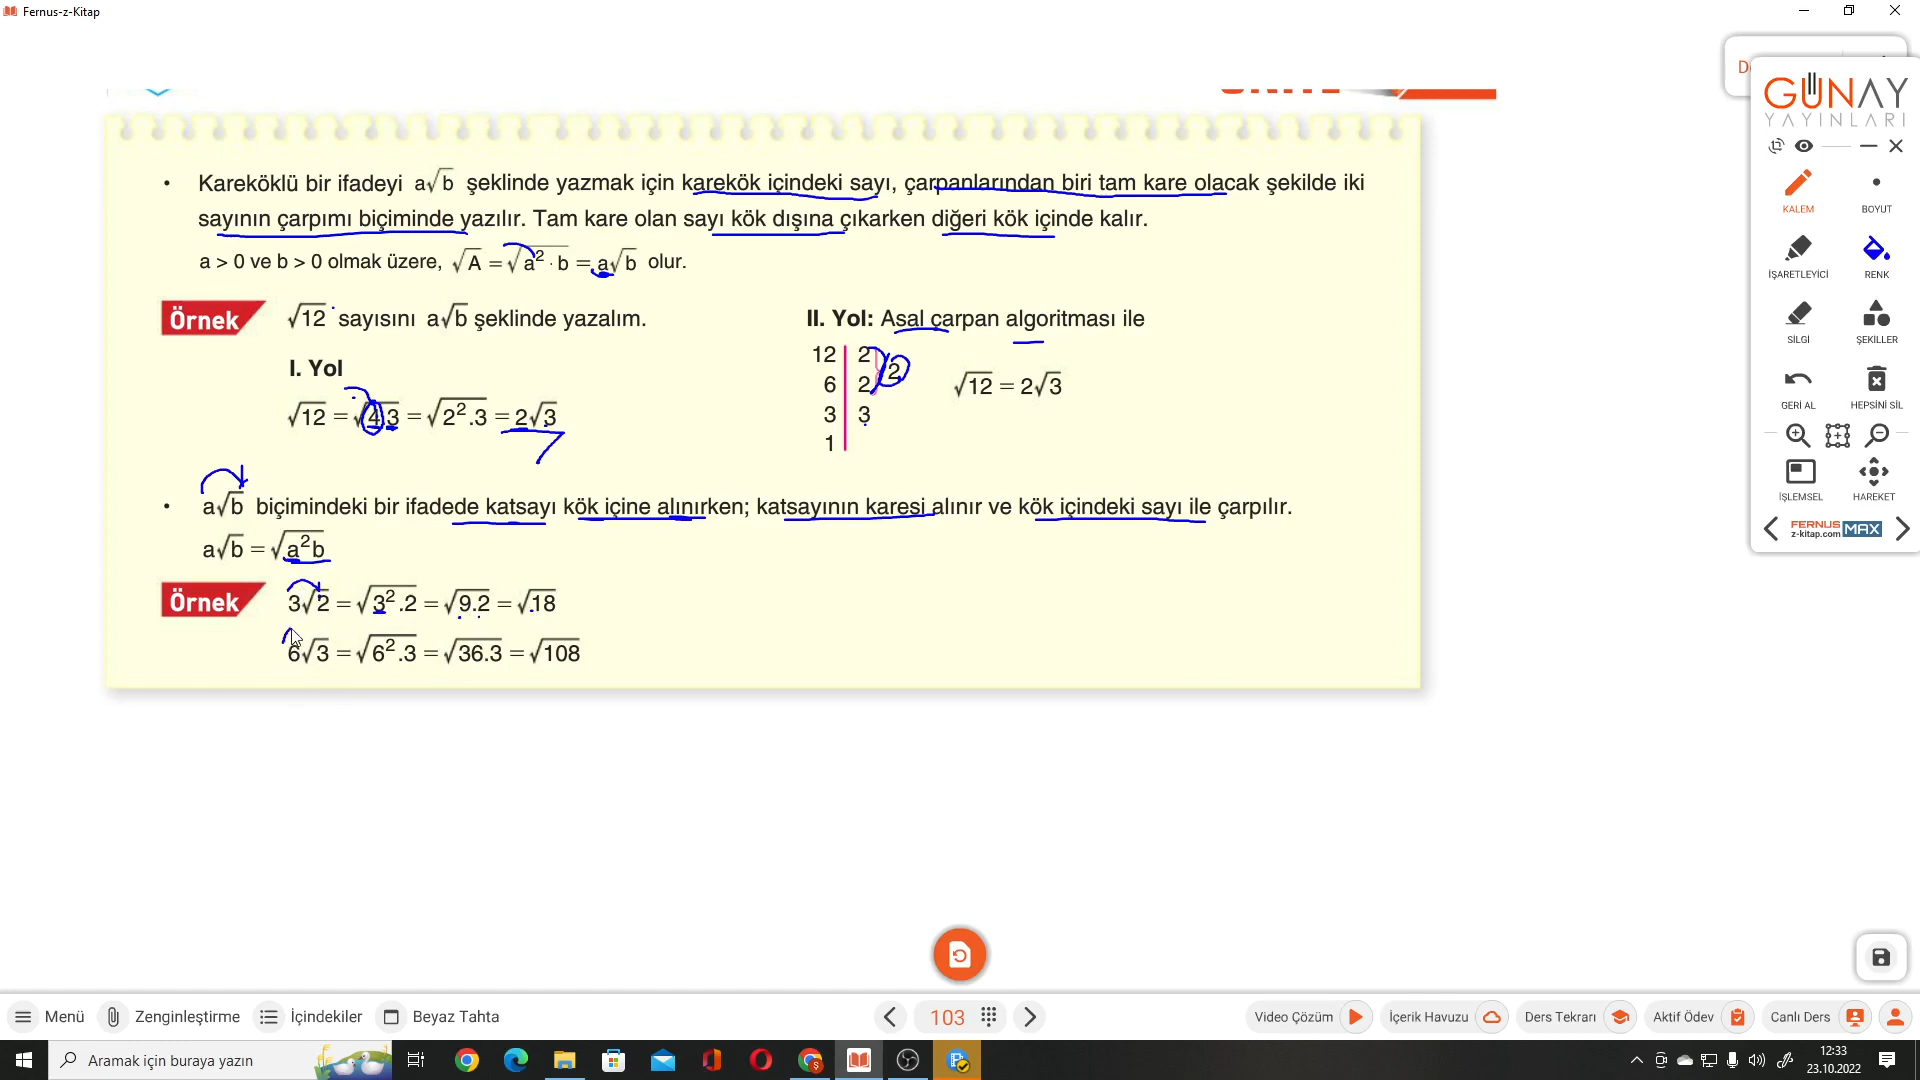 Fernus-z-Kitap
• Kareköklü bir ifadeyi a√b şeklinde yazmak için karekök içindeki sayı, çarpanlarından biri tam kare olacak şekilde iki
sayının çarpımı biçiminde yazılır. Tam kare olan sayı kök dışına çıkarken diğeri kök içinde kalır.
a > 0 ve b > 0 olmak üzere, √A = √a² · b = a√b olur.
Örnek √12 sayısını a√b şeklinde yazalım.
I. Yol
√12 = √4.3 = √2².3 = 2√3
II. Yol: Asal çarpan algoritması ile
12 2
6 2 2
3 3
1
√12 = 2√3
• a√b biçimindeki bir ifadede katsayı kök içine alınırken; katsayının karesi alınır ve kök içindeki sayı ile çarpılır.
a√b = √a²b
Örnek 3√2 = √3².2 = √9.2 = √18
6√3 = √6².3 = √36.3 = √108
GÜNAY
YAYINLARI
KALEM BOYUT
İŞARETLEYİCİ RENK
SİLGİ ŞEKİLLER
GERİ AL HEPSİNİ SİL
İŞLEMSEL HAREKET
FERNUS MAX
z-kitap.com
Menü Zenginleştirme İçindekiler Beyaz Tahta 103 Video Çözüm İçerik Havuzu Ders Tekrarı Aktif Ödev Canlı Ders
Aramak için buraya yazın
12:33
23.10.2022